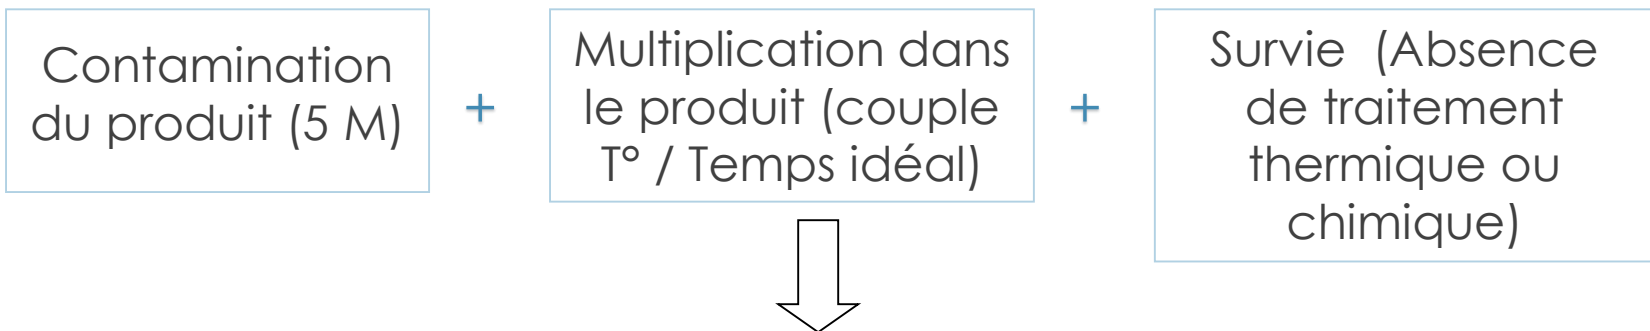 Contamination
du produit (5 M)
+
Multiplication dans
le produit (couple
T° / Temps idéal)
+
Survie (Absence
de traitement
thermique ou
chimique)